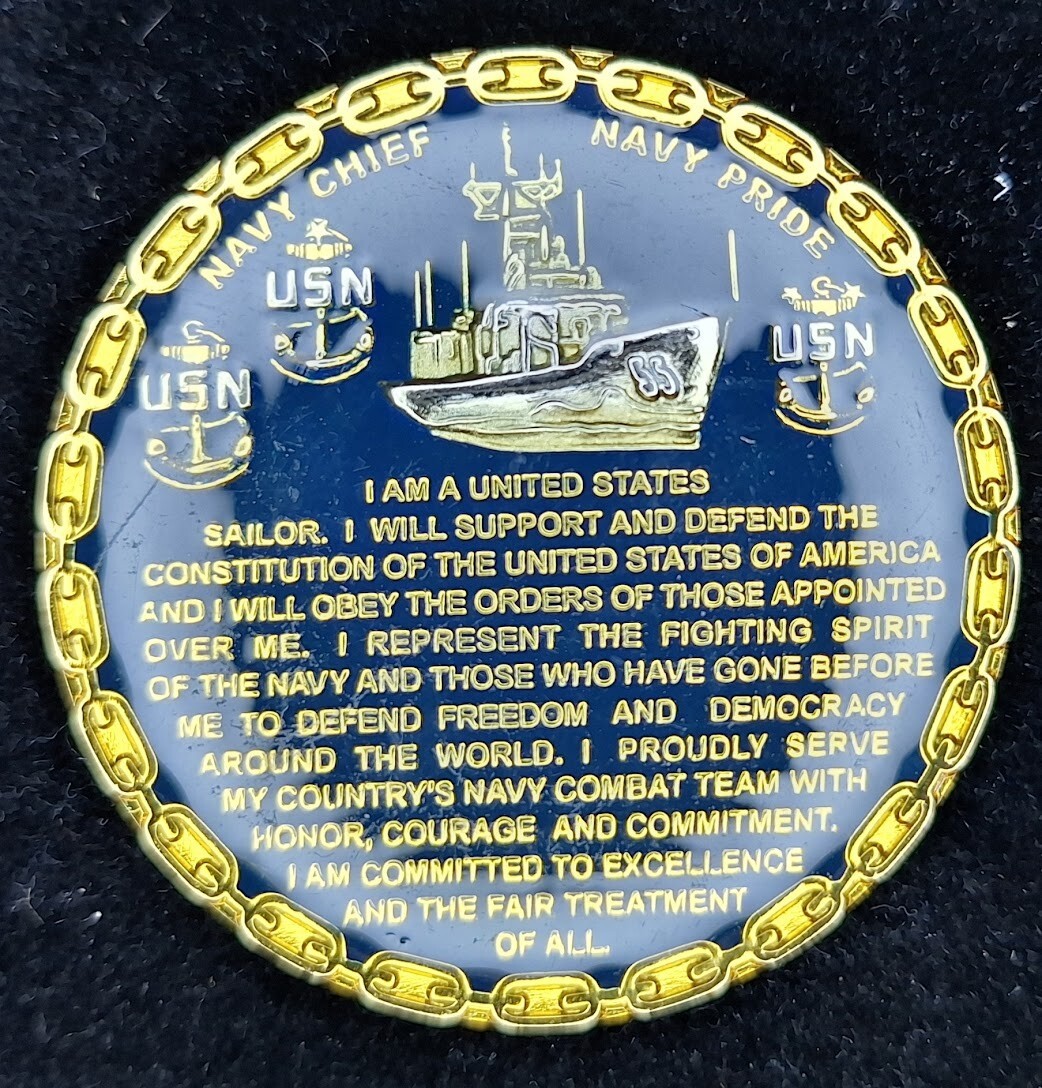 NAVY CHIEF NAVY PRIDE
USN
USN
USN
53
I AM A UNITED STATES
SAILOR. I WILL SUPPORT AND DEFEND THE
CONSTITUTION OF THE UNITED STATES OF AMERICA
AND I WILL OBEY THE ORDERS OF THOSE APPOINTED
OVER ME. I REPRESENT THE FIGHTING SPIRIT
OF THE NAVY AND THOSE WHO HAVE GONE BEFORE
ME TO DEFEND FREEDOM AND DEMOCRACY
AROUND THE WORLD. I PROUDLY SERVE
MY COUNTRY'S NAVY COMBAT TEAM WITH
HONOR, COURAGE AND COMMITMENT.
I AM COMMITTED TO EXCELLENCE
AND THE FAIR TREATMENT
OF ALL.